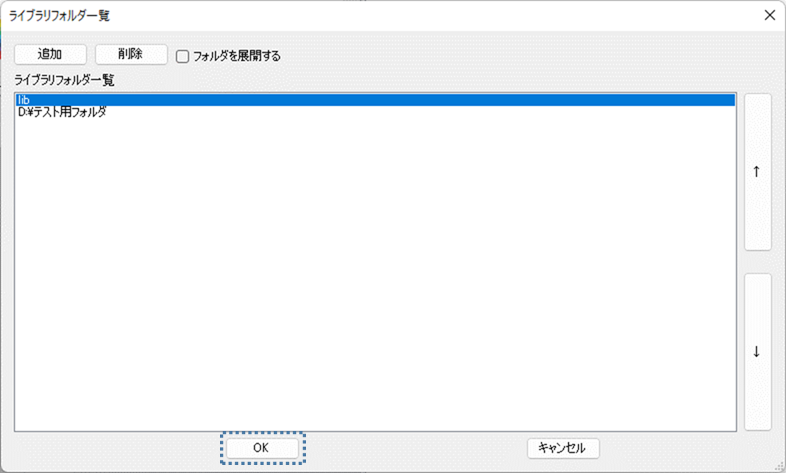 ライブラリフォルダ一覧
追加 削除 フォルダを展開する
ライブラリフォルダ一覧
lib
D:¥テスト用フォルダ
↑
↓
OK キャンセル